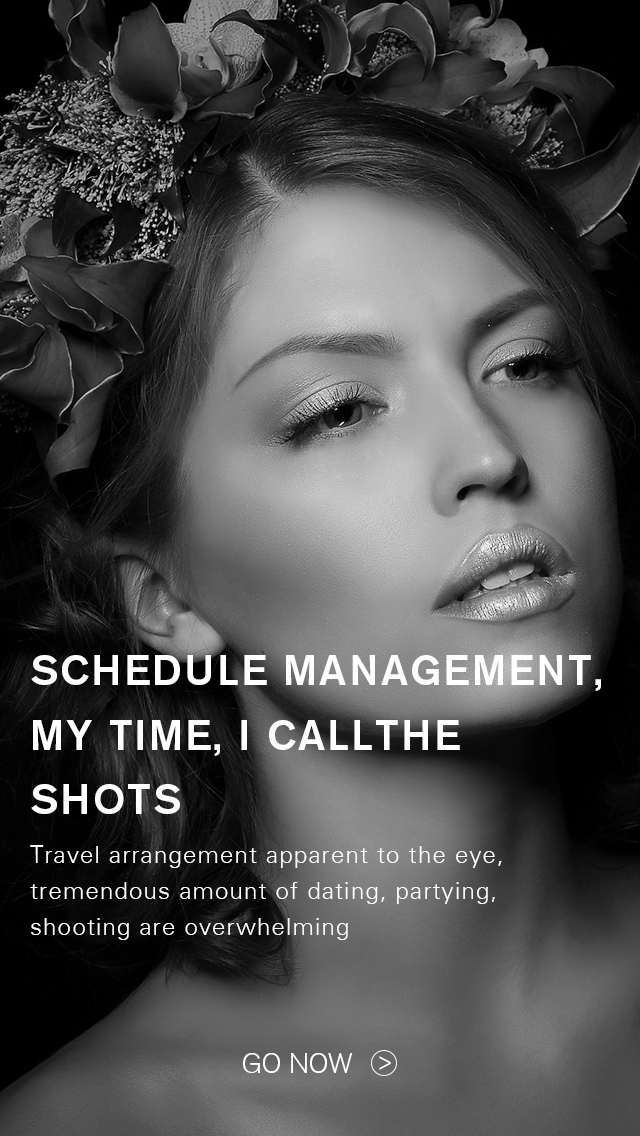 SCHEDULE MANAGEMENT,
MY TIME, I CALLTHE
SHOTS
Travel arrangement apparent to the eye,
tremendous amount of dating, partying,
shooting are overwhelming
GO NOW